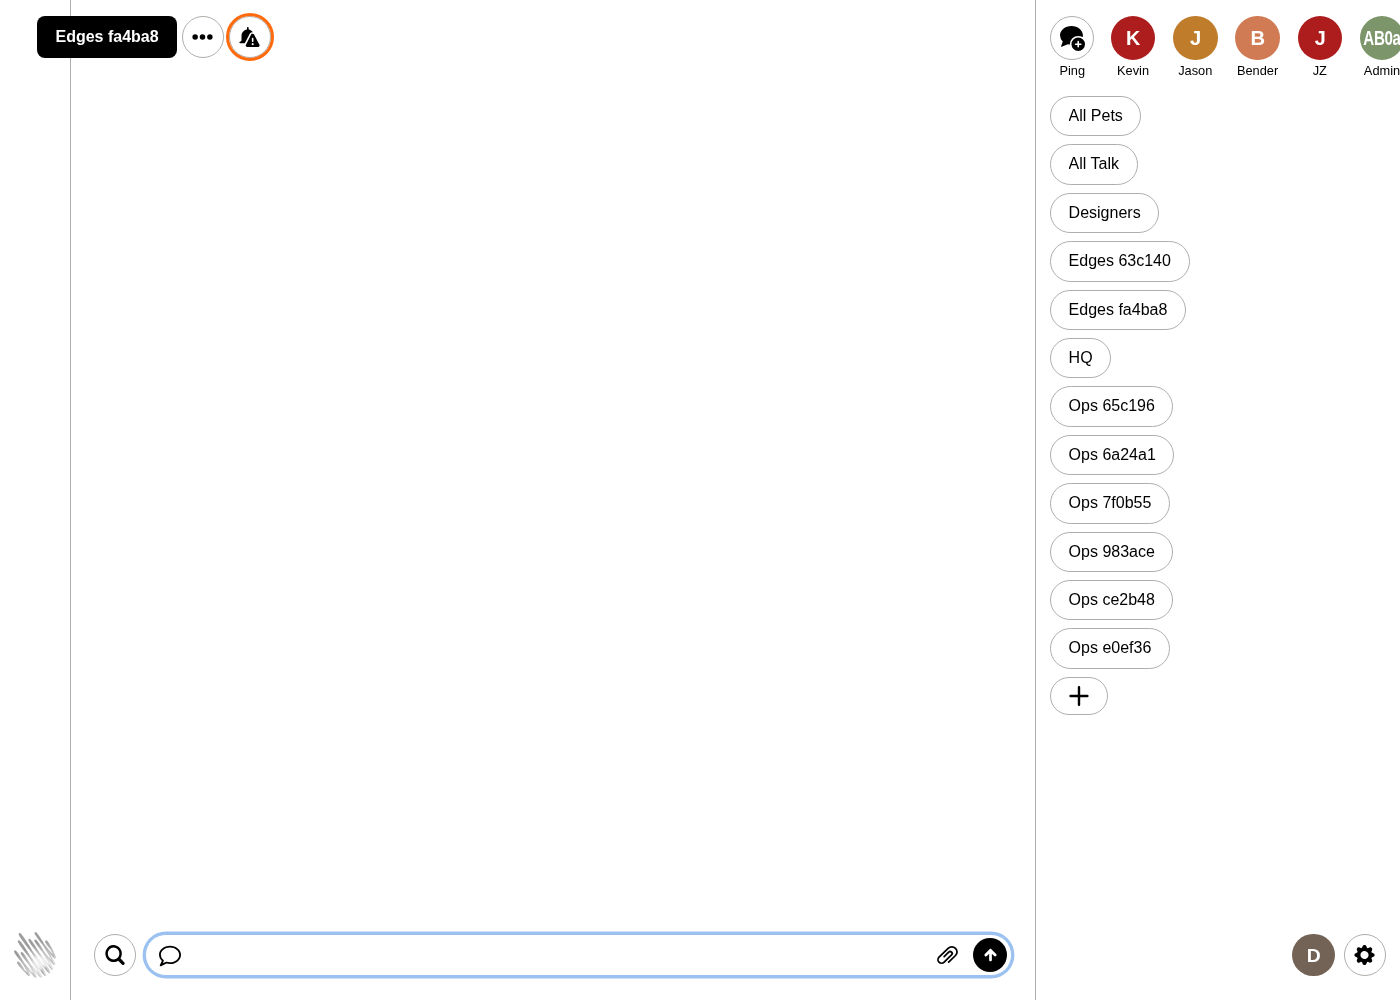 Edges fa4ba8
K
J
B
J
AB0a
Ping
Kevin
Jason
Bender
JZ
Admin
All Pets
All Talk
Designers
Edges 63c140
Edges fa4ba8
HQ
Ops 65c196
Ops 6a24a1
Ops 7f0b55
Ops 983ace
Ops ce2b48
Ops e0ef36
D